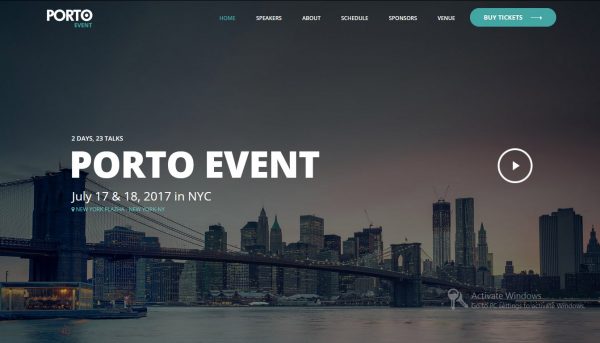 PORTO
EVENT
HOME SPEAKERS ABOUT SCHEDULE SPONSORS VENUE BUY TICKETS
2 DAYS, 23 TALKS
PORTO EVENT
July 17 & 18, 2017 in NYC
NEW YORK PLAZHA - NEW YORK NY
Activate Windows
Go to PC settings to activate Windows.